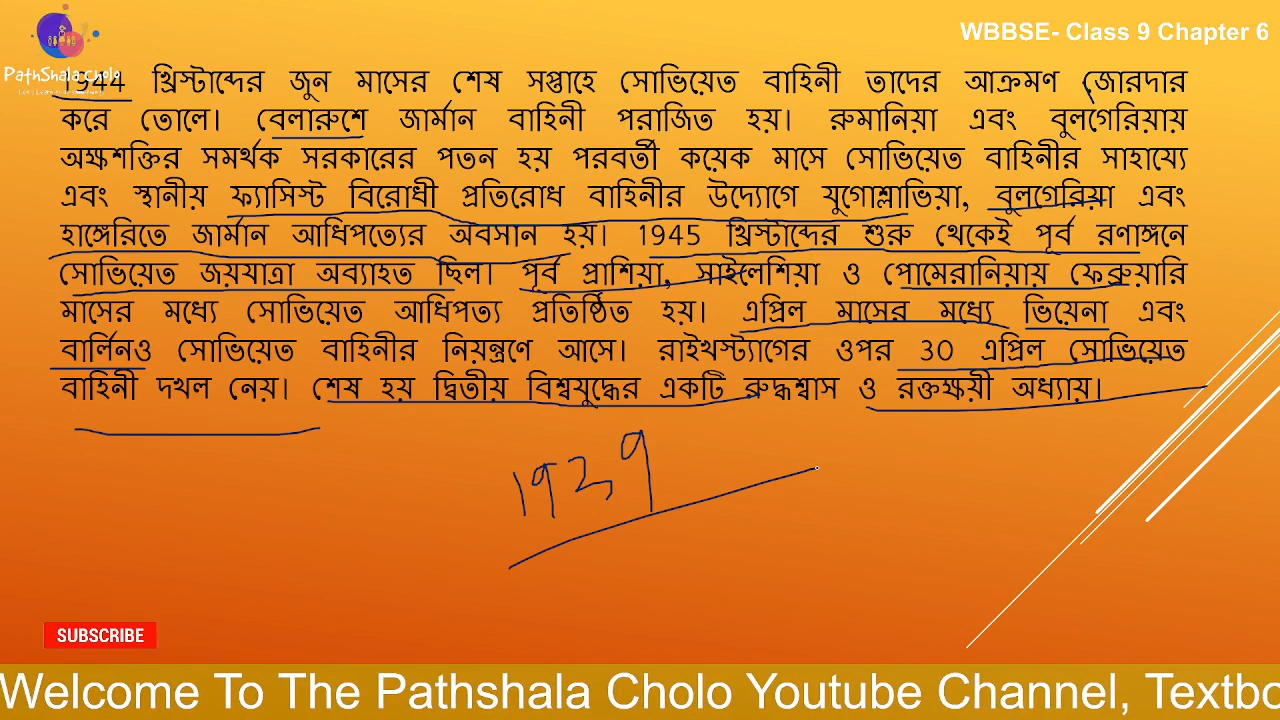 WBBSE- Class 9 Chapter 6
PathShala Cholo
1944 খ্রিস্টাব্দের জুন মাসের শেষ সপ্তাহে সোভিয়েত বাহিনী তাদের আক্রমণ জোরদার
করে তোলে। বেলারুশে জার্মান বাহিনী পরাজিত হয়। রুমানিয়া এবং বুলগেরিয়ায়
অক্ষশক্তির সমর্থক সরকারের পতন হয় পরবর্তী কয়েক মাসে সোভিয়েত বাহিনীর সাহায্যে
এবং স্থানীয় ফ্যাসিস্ট বিরোধী প্রতিরোধ বাহিনীর উদ্যোগে যুগোশ্লাভিয়া, বুলগেরিয়া এবং
হাঙ্গেরিতে জার্মান আধিপত্যের অবসান হয়। 1945 খ্রিস্টাব্দের শুরু থেকেই পূর্ব রণাঙ্গনে
সোভিয়েত জয়যাত্রা অব্যাহত ছিল। পূর্ব প্রাশিয়া, সাইলেশিয়া ও পোমেরানিয়ায় ফেব্রুয়ারি
মাসের মধ্যে সোভিয়েত আধিপত্য প্রতিষ্ঠিত হয়। এপ্রিল মাসের মধ্যে ভিয়েনা এবং
বার্লিনও সোভিয়েত বাহিনীর নিয়ন্ত্রণে আসে। রাইখস্ট্যাগের ওপর 30 এপ্রিল সোভিয়েত
বাহিনী দখল নেয়। শেষ হয় দ্বিতীয় বিশ্বযুদ্ধের একটি রুদ্ধশ্বাস ও রক্তক্ষয়ী অধ্যায়।
1939
SUBSCRIBE
Welcome To The Pathshala Cholo Youtube Channel, Textbo